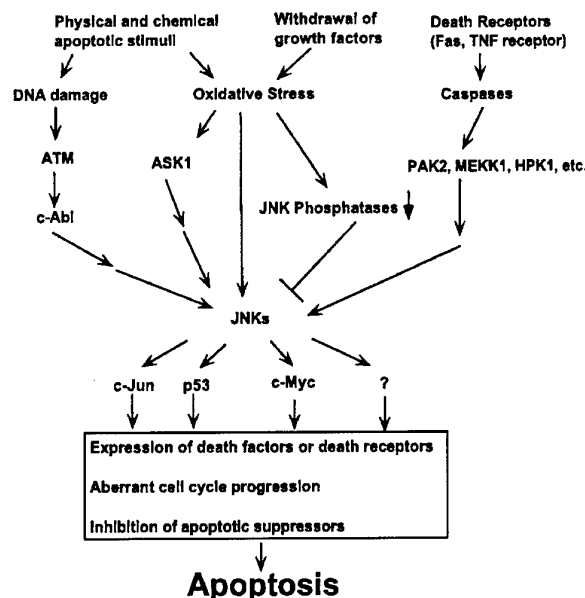 Physical and chemical
apoptotic stimuli
Withdrawal of
growth factors
Death Receptors
(Fas, TNF receptor)
DNA damage
Oxidative Stress
Caspases
ATM
ASK1
PAK2, MEKK1, HPK1, etc.
c-Abl
JNK Phosphatases
JNKs
c-Jun
p53
c-Myc
?
Expression of death factors or death receptors
Aberrant cell cycle progression
Inhibition of apoptotic suppressors
Apoptosis